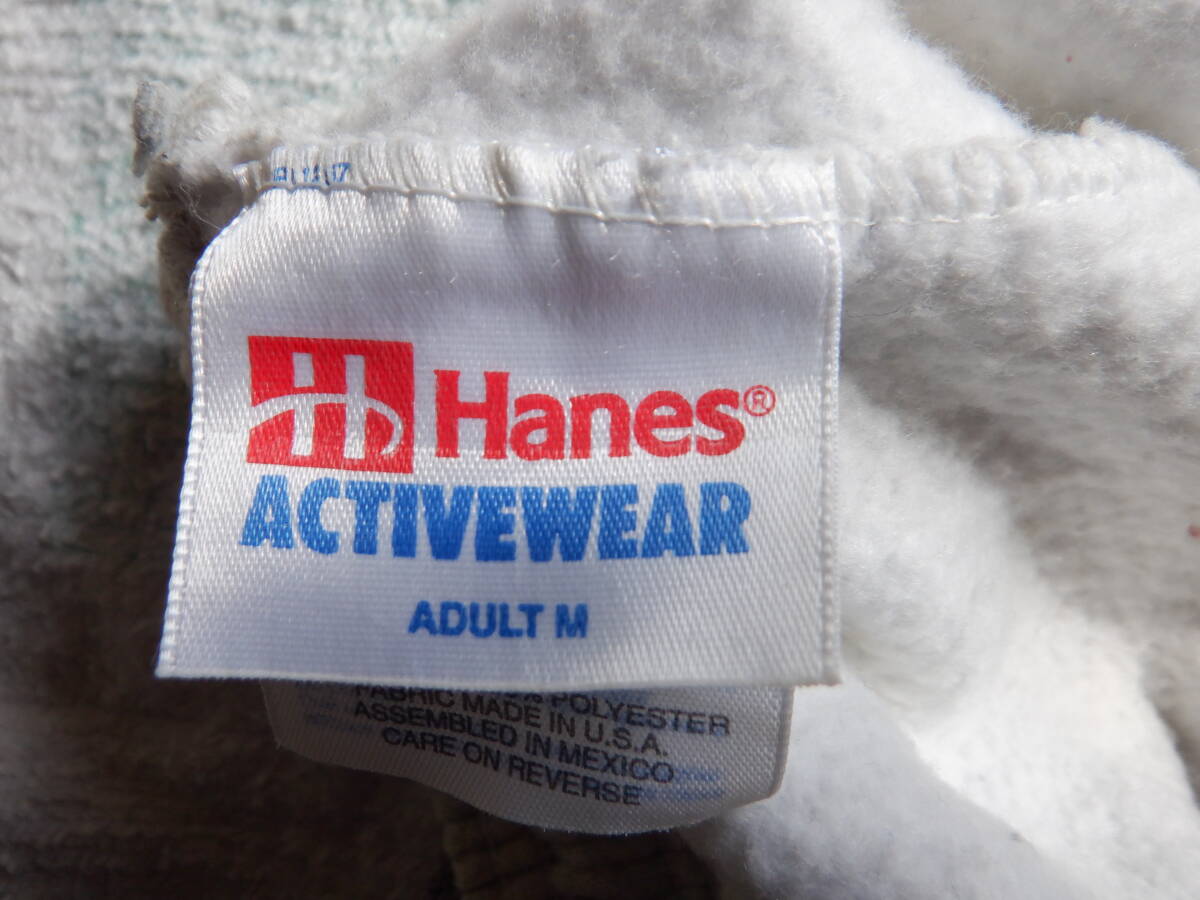 Hanes®
ACTIVEWEAR
ADULT M
% POLYESTER
FABRIC MADE IN U.S.A.
ASSEMBLED IN MEXICO
CARE ON REVERSE